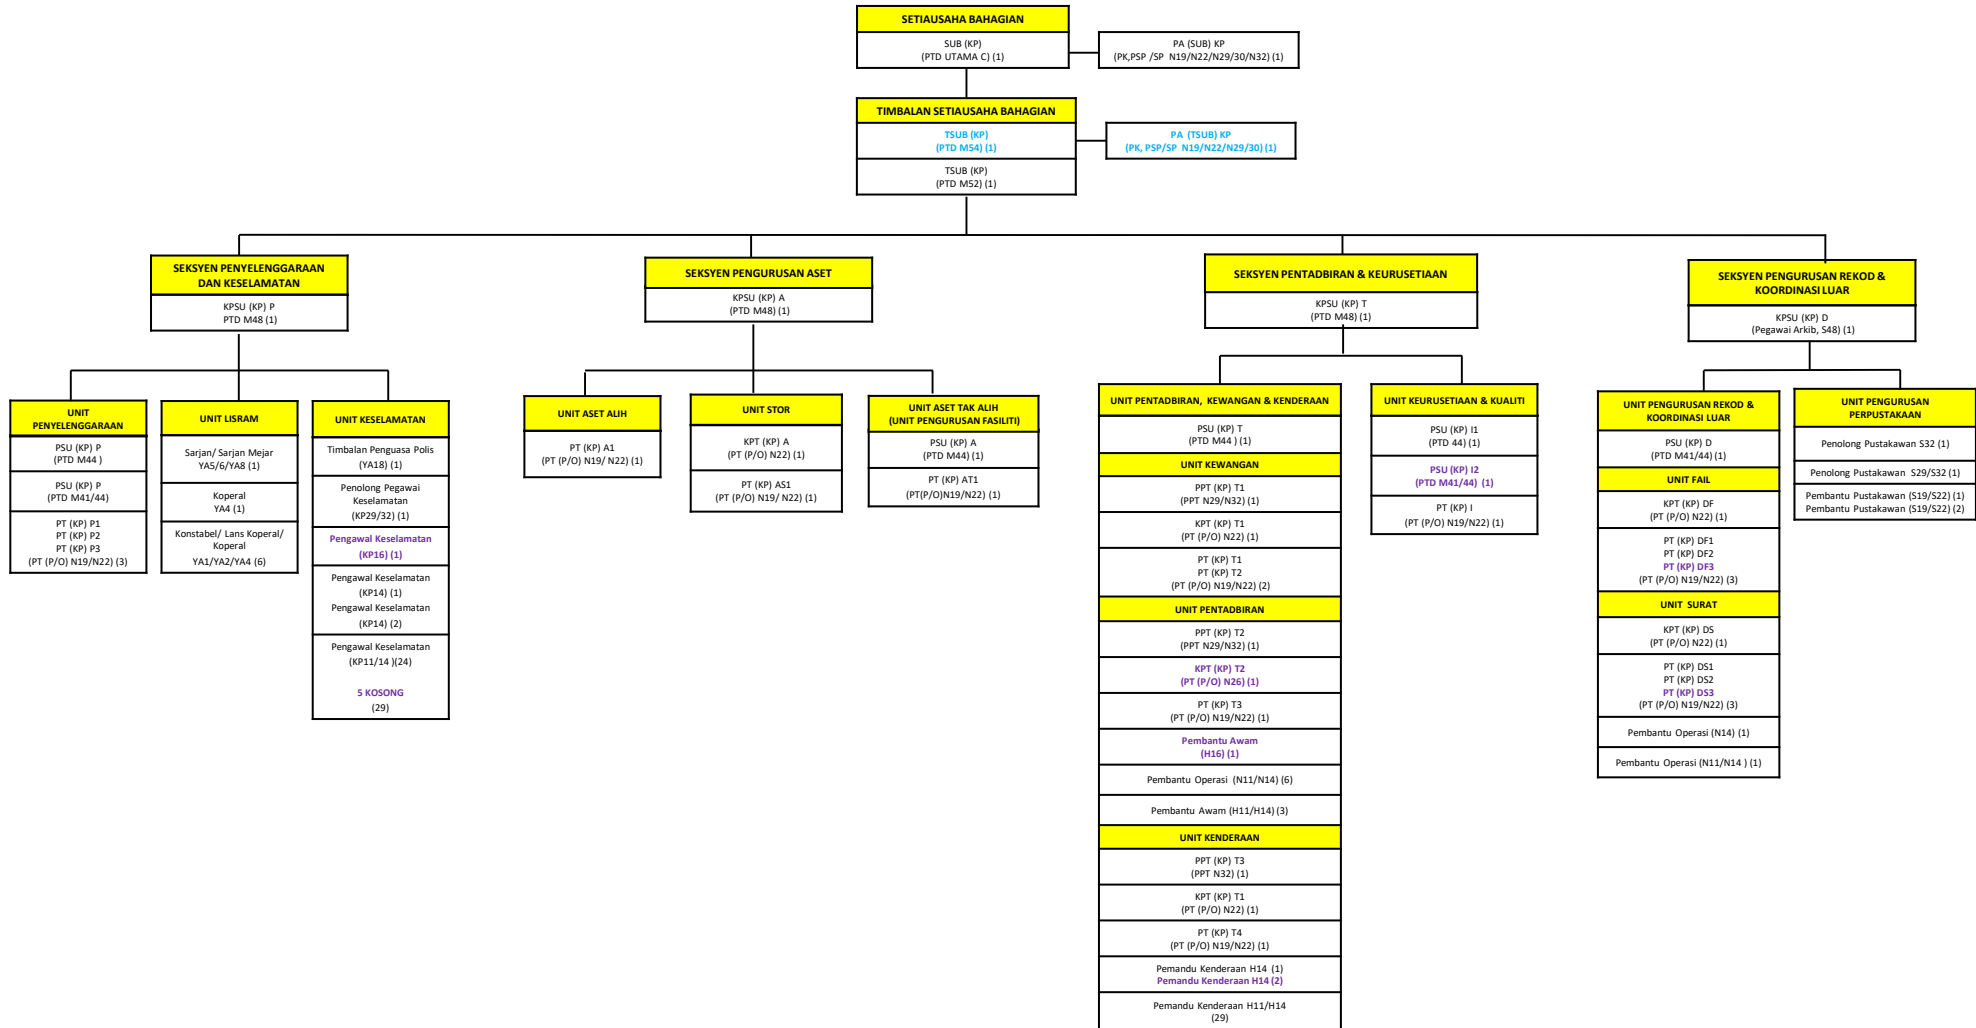 SETIAUSAHA BAHAGIAN
SUB (KP)
(PTD UTAMA C) (1)
PA (SUB) KP
(PK,PSP /SP N19/N22/N29/30/N32) (1)
TIMBALAN SETIAUSAHA BAHAGIAN
TSUB (KP)
(PTD M54) (1)
PA (TSUB) KP
(PK, PSP/SP N19/N22/N29/30) (1)
TSUB (KP)
(PTD M52) (1)
SEKSYEN PENYELENGGARAAN
DAN KESELAMATAN
KPSU (KP) P
PTD M48 (1)
UNIT
PENYELENGGARAAN
PSU (KP) P
(PTD M44 )
PSU (KP) P
(PTD M41/44)
PT (KP) P1
PT (KP) P2
PT (KP) P3
(PT (P/O) N19/N22) (3)
UNIT LISRAM
Sarjan/ Sarjan Mejar
YA5/6/YA8 (1)
Koperal
YA4 (1)
Konstabel/ Lans Koperal/
Koperal
YA1/YA2/YA4 (6)
UNIT KESELAMATAN
Timbalan Penguasa Polis
(YA18) (1)
Penolong Pegawai
Keselamatan
(KP29/32) (1)
Pengawal Keselamatan
(KP16) (1)
Pengawal Keselamatan
(KP14) (1)
Pengawal Keselamatan
(KP14) (2)
Pengawal Keselamatan
(KP11/14 )(24)
5 KOSONG
(29)
SEKSYEN PENGURUSAN ASET
KPSU (KP) A
(PTD M48) (1)
UNIT ASET ALIH
PT (KP) A1
(PT (P/O) N19/ N22) (1)
UNIT STOR
KPT (KP) A
(PT (P/O) N22) (1)
PT (KP) AS1
(PT (P/O) N19/ N22) (1)
UNIT ASET TAK ALIH
(UNIT PENGURUSAN FASILITI)
PSU (KP) A
(PTD M44) (1)
PT (KP) AT1
(PT(P/O)N19/N22) (1)
SEKSYEN PENTADBIRAN & KEURUSETIAAN
KPSU (KP) T
(PTD M48) (1)
UNIT PENTADBIRAN, KEWANGAN & KENDERAAN
PSU (KP) T
(PTD M44 ) (1)
UNIT KEWANGAN
PPT (KP) T1
(PPT N29/N32) (1)
KPT (KP) T1
(PT (P/O) N22) (1)
PT (KP) T1
PT (KP) T2
(PT (P/O) N19/N22) (2)
UNIT PENTADBIRAN
PPT (KP) T2
(PPT N29/N32) (1)
KPT (KP) T2
(PT (P/O) N26) (1)
PT (KP) T3
(PT (P/O) N19/N22) (1)
Pembantu Awam
(H16) (1)
Pembantu Operasi (N11/N14) (6)
Pembantu Awam (H11/H14) (3)
UNIT KENDERAAN
PPT (KP) T3
(PPT N32) (1)
KPT (KP) T1
(PT (P/O) N22) (1)
PT (KP) T4
(PT (P/O) N19/N22) (1)
Pemandu Kenderaan H14 (1)
Pemandu Kenderaan H14 (2)
Pemandu Kenderaan H11/H14
(29)
UNIT KEURUSETIAAN & KUALITI
PSU (KP) I1
(PTD 44) (1)
PSU (KP) I2
(PTD M41/44) (1)
PT (KP) I
(PT (P/O) N19/N22) (1)
SEKSYEN PENGURUSAN REKOD &
KOORDINASI LUAR
KPSU (KP) D
(Pegawai Arkib, S48) (1)
UNIT PENGURUSAN REKOD &
KOORDINASI LUAR
PSU (KP) D
(PTD M41/44) (1)
UNIT FAIL
KPT (KP) DF
(PT (P/O) N22) (1)
PT (KP) DF1
PT (KP) DF2
PT (KP) DF3
(PT (P/O) N19/N22) (3)
UNIT SURAT
KPT (KP) DS
(PT (P/O) N22) (1)
PT (KP) DS1
PT (KP) DS2
PT (KP) DS3
(PT (P/O) N19/N22) (3)
Pembantu Operasi (N14) (1)
Pembantu Operasi (N11/N14 ) (1)
UNIT PENGURUSAN
PERPUSTAKAAN
Penolong Pustakawan S32 (1)
Penolong Pustakawan S29/S32 (1)
Pembantu Pustakawan (S19/S22) (1)
Pembantu Pustakawan (S19/S22) (2)